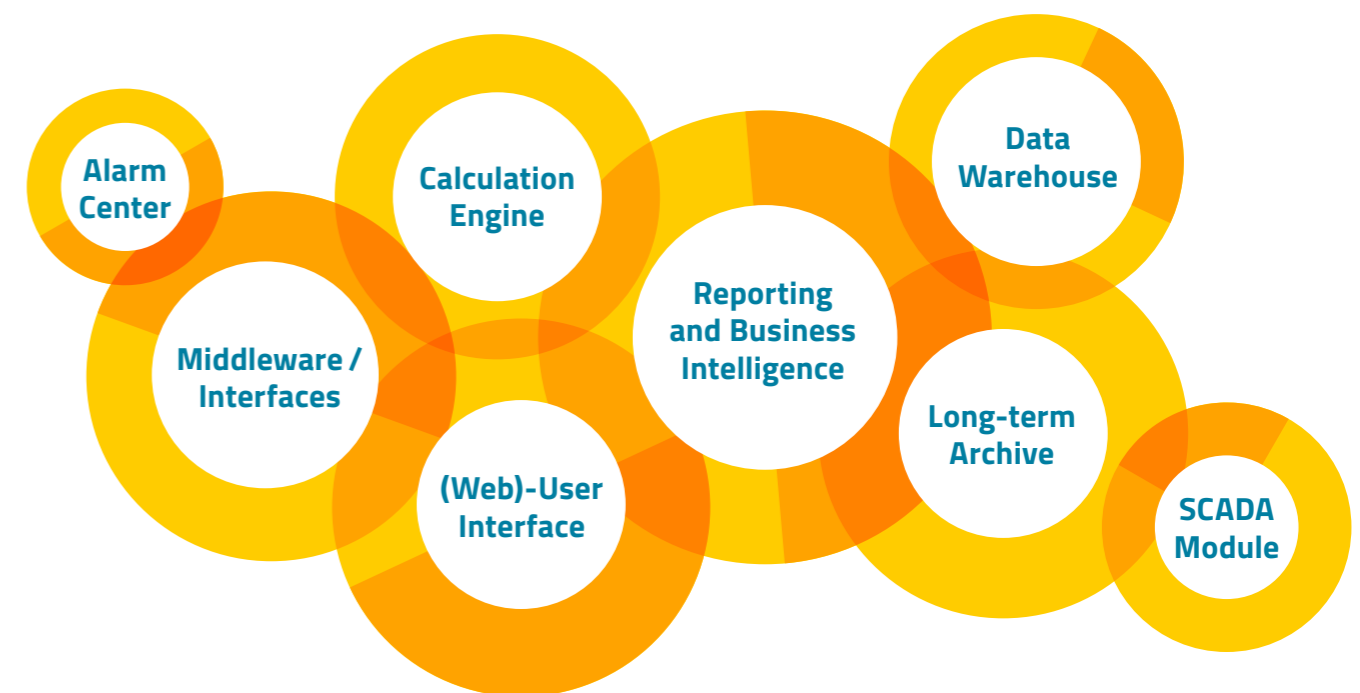 Alarm
Center
Calculation
Engine
Data
Warehouse
Middleware /
Interfaces
Reporting
and Business
Intelligence
(Web)-User
Interface
Long-term
Archive
SCADA
Module